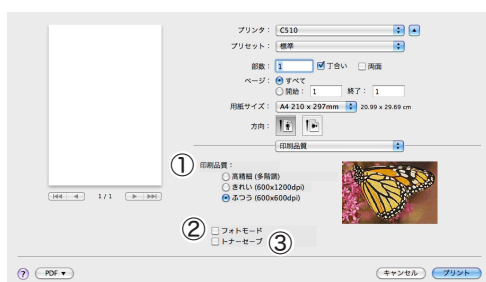 プリンタ： C510
プリセット： 標準
部数： 1 丁合い 両面
ページ： すべて
開始： 1 終了： 1
用紙サイズ： A4 210 x 297mm 20.99 x 29.69 cm
方向：
印刷品質
① 印刷品質：
高精細 (多階調)
きれい (600x1200dpi)
ふつう (600x600dpi)
1 / 1
② フォトモード
トナーセーブ ③
? PDF ▼ キャンセル プリント